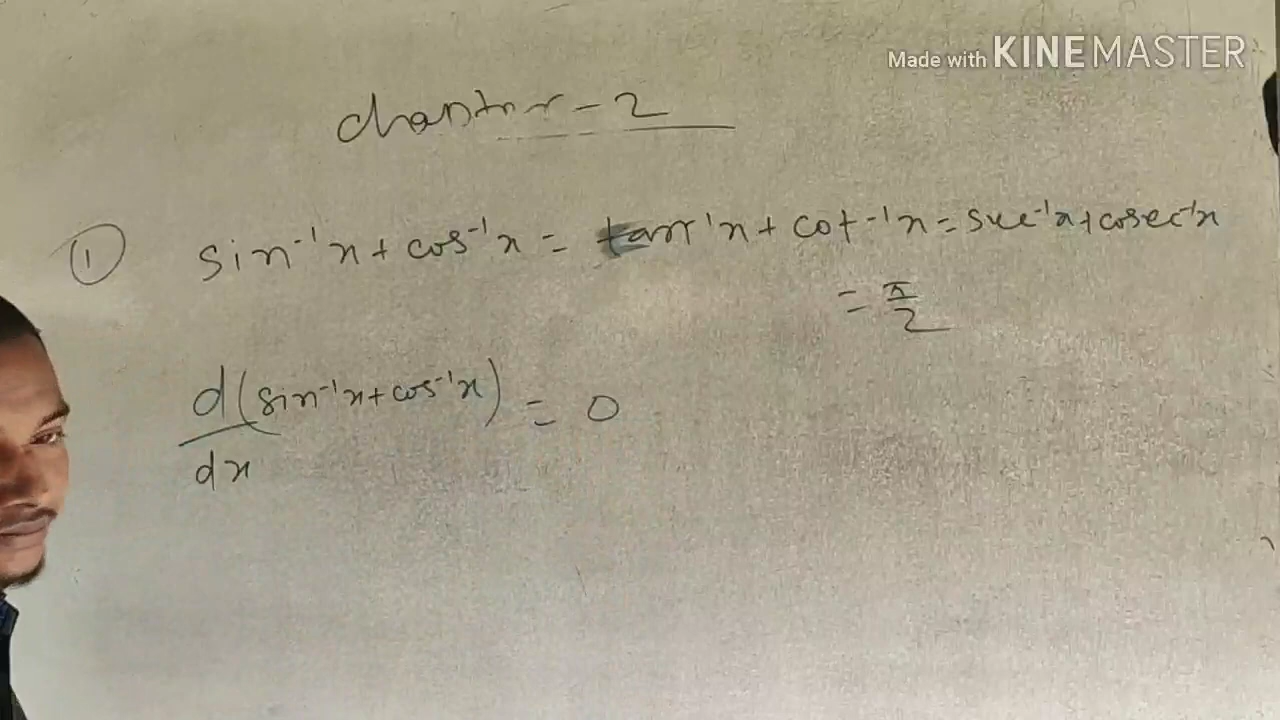 Made with KINEMASTER
chapter - 2
① sin⁻¹x + cos⁻¹x = tan⁻¹x + cot⁻¹x = sec⁻¹x + cosec⁻¹x
= π/2
d(sin⁻¹x + cos⁻¹x)/dx = 0